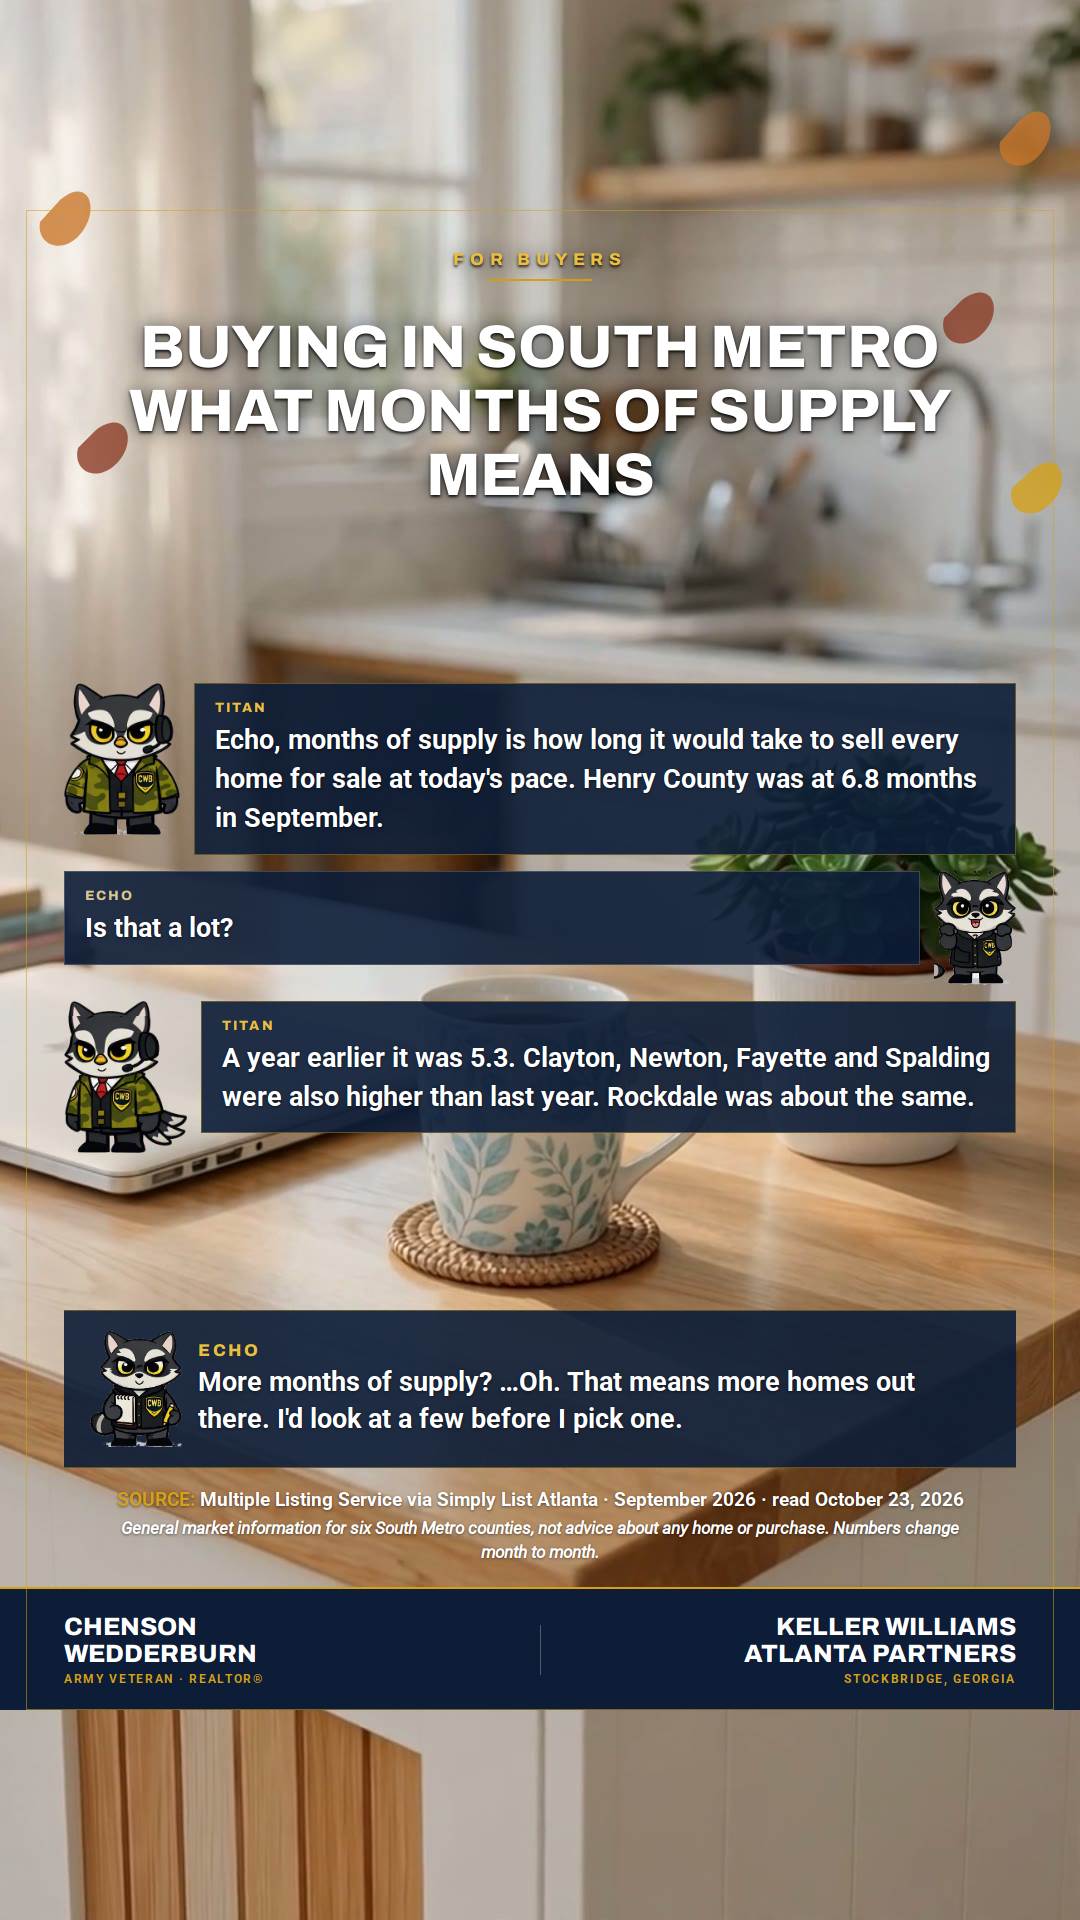 FOR BUYERS
BUYING IN SOUTH METRO
WHAT MONTHS OF SUPPLY
MEANS
TITAN
Echo, months of supply is how long it would take to sell every
home for sale at today's pace. Henry County was at 6.8 months
in September.
ECHO
Is that a lot?
TITAN
A year earlier it was 5.3. Clayton, Newton, Fayette and Spalding
were also higher than last year. Rockdale was about the same.
ECHO
More months of supply? …Oh. That means more homes out
there. I'd look at a few before I pick one.
SOURCE: Multiple Listing Service via Simply List Atlanta · September 2026 · read October 23, 2026
General market information for six South Metro counties, not advice about any home or purchase. Numbers change
month to month.
CHENSON
WEDDERBURN
ARMY VETERAN · REALTOR®
KELLER WILLIAMS
ATLANTA PARTNERS
STOCKBRIDGE, GEORGIA
CWB
CWB
CWB
CWB